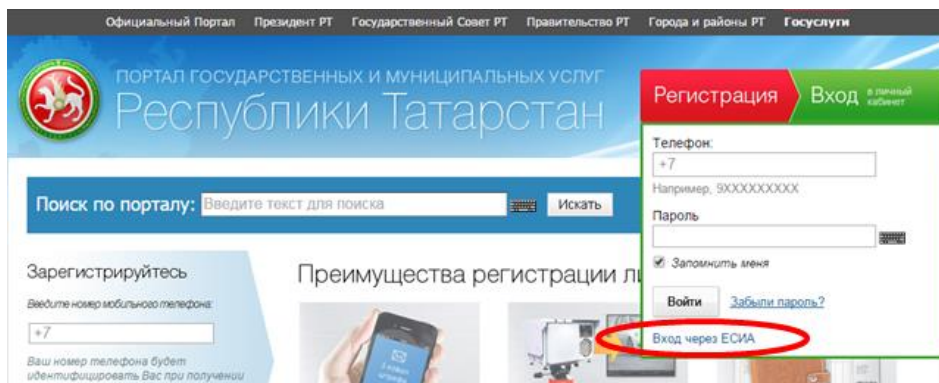 Официальный Портал Президент РТ Государственный Совет РТ Правительство РТ Города и районы РТ Госуслуги
ПОРТАЛ ГОСУДАРСТВЕННЫХ И МУНИЦИПАЛЬНЫХ УСЛУГ
Республики Татарстан
Регистрация
Вход в личный кабинет
Телефон:
+7
Например, 9XXXXXXXXX
Пароль
Запомнить меня
Войти Забыли пароль?
Вход через ЕСИА
Поиск по порталу: Введите текст для поиска Искать
Зарегистрируйтесь
Введите номер мобильного телефона:
+7
Ваш номер телефона будет
идентифицировать Вас при получении
Преимущества регистрации